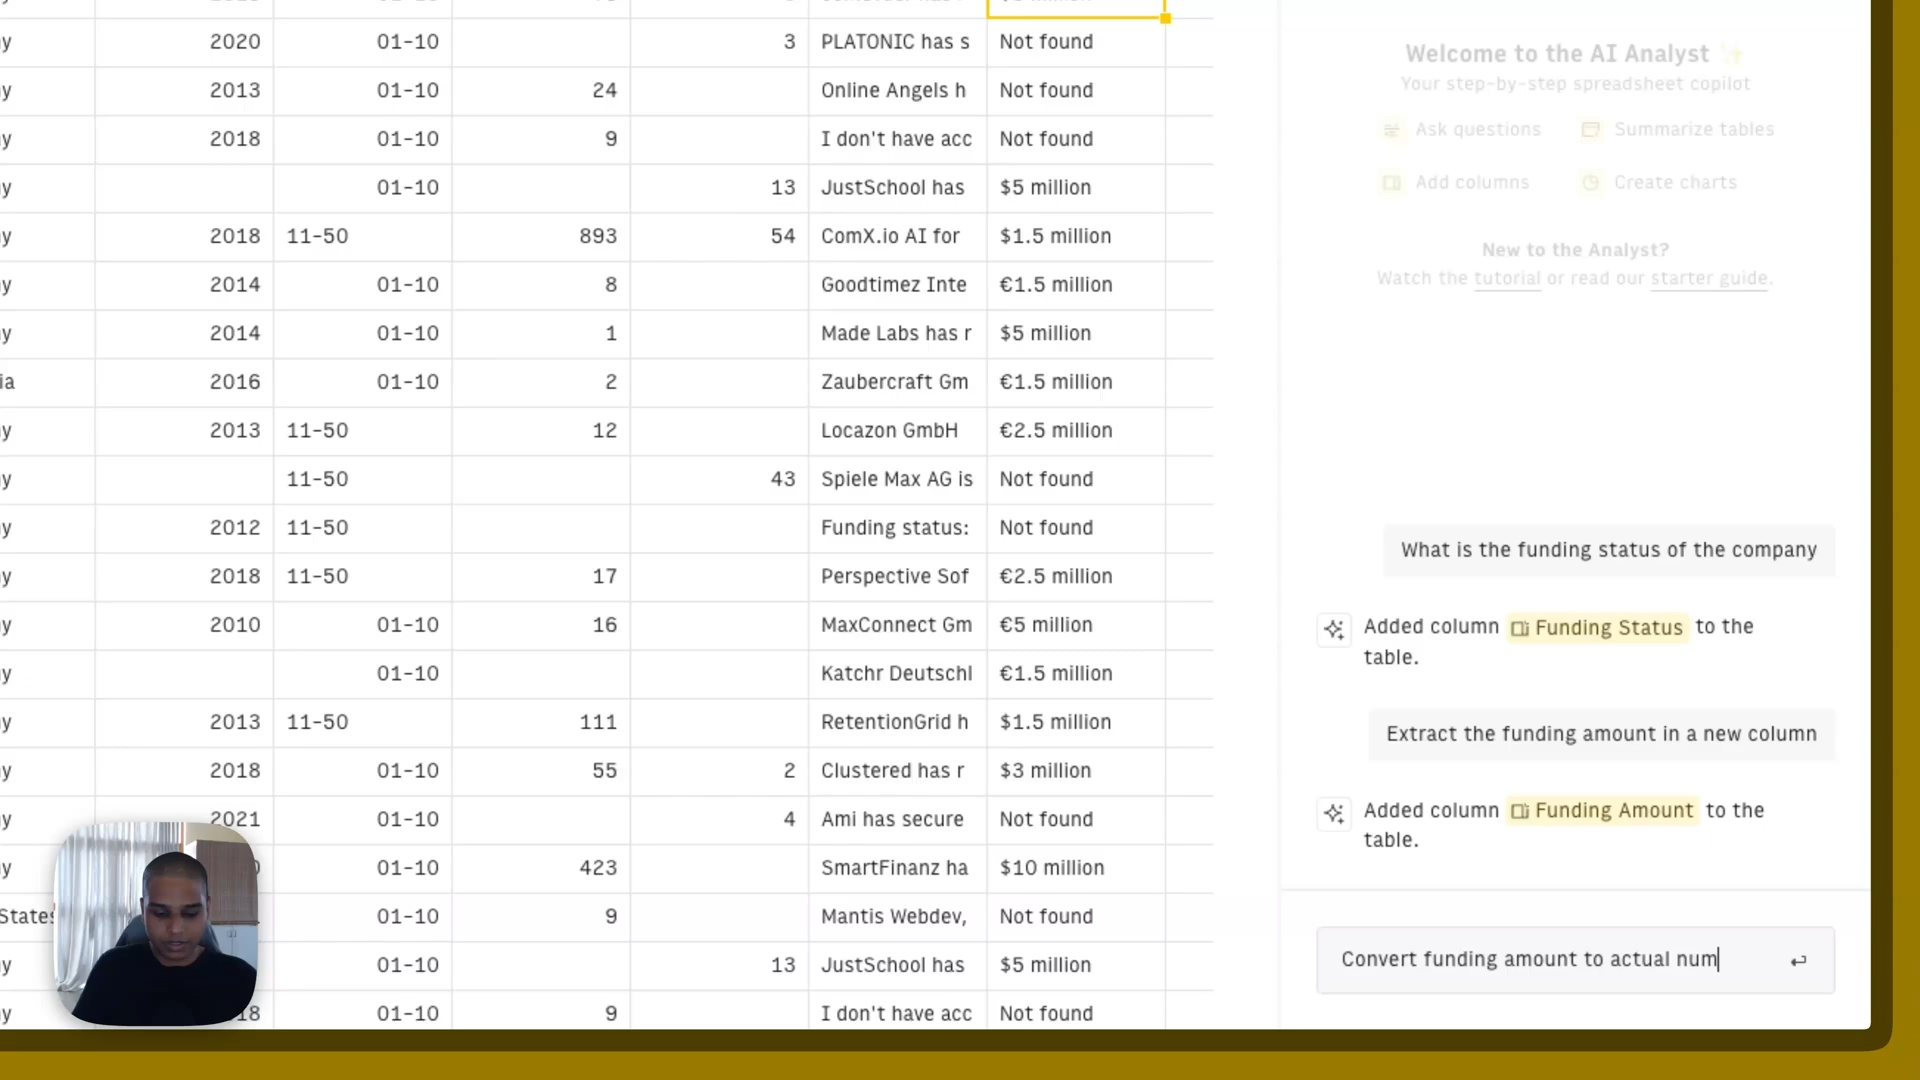 y 2020 01-10 3 PLATONIC has s Not found
y 2013 01-10 24 Online Angels h Not found
y 2018 01-10 9 I don't have acc Not found
y 01-10 13 JustSchool has $5 million
y 2018 11-50 893 54 ComX.io AI for $1.5 million
y 2014 01-10 8 Goodtimez Inte €1.5 million
y 2014 01-10 1 Made Labs has r $5 million
ia 2016 01-10 2 Zaubercraft Gm €1.5 million
y 2013 11-50 12 Locazon GmbH €2.5 million
y 11-50 43 Spiele Max AG is Not found
y 2012 11-50 Funding status: Not found
y 2018 11-50 17 Perspective Sof €2.5 million
y 2010 01-10 16 MaxConnect Gm €5 million
y 01-10 Katchr Deutschl €1.5 million
y 2013 11-50 111 RetentionGrid h $1.5 million
y 2018 01-10 55 2 Clustered has r $3 million
y 2021 01-10 4 Ami has secure Not found
y 01-10 423 SmartFinanz ha $10 million
States 01-10 9 Mantis Webdev, Not found
y 01-10 13 JustSchool has $5 million
y 18 01-10 9 I don't have acc Not found
Welcome to the AI Analyst ✨
Your step-by-step spreadsheet copilot
Ask questions Summarize tables
Add columns Create charts
New to the Analyst?
Watch the tutorial or read our starter guide.
What is the funding status of the company
Added column Funding Status to the
table.
Extract the funding amount in a new column
Added column Funding Amount to the
table.
Convert funding amount to actual num